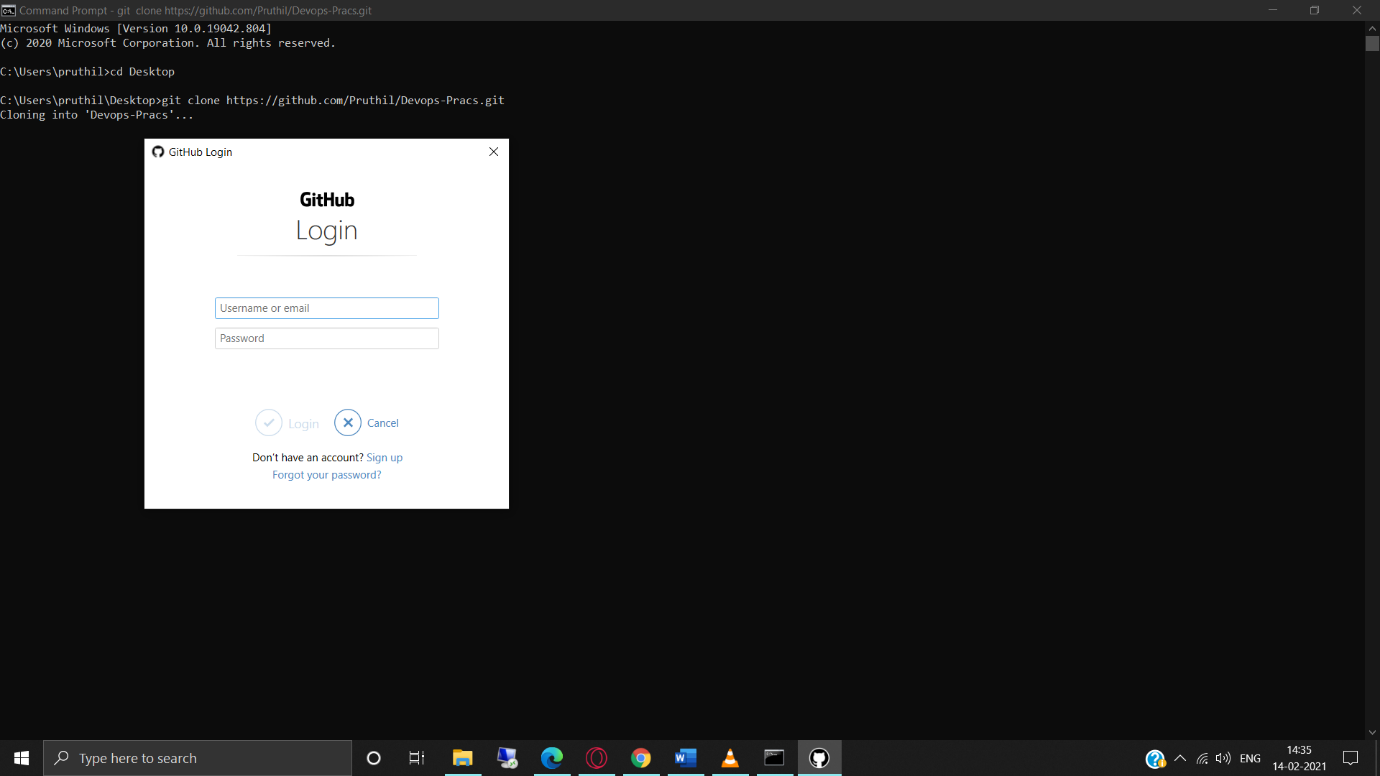 Command Prompt - git  clone https://github.com/Pruthil/Devops-Pracs.git
Microsoft Windows [Version 10.0.19042.804]
(c) 2020 Microsoft Corporation. All rights reserved.
C:\Users\pruthil>cd Desktop
C:\Users\pruthil\Desktop>git clone https://github.com/Pruthil/Devops-Pracs.git
Cloning into 'Devops-Pracs'...
GitHub Login
GitHub
Login
Username or email
Password
Login Cancel
Don't have an account? Sign up
Forgot your password?
Type here to search
ENG
14:35
14-02-2021